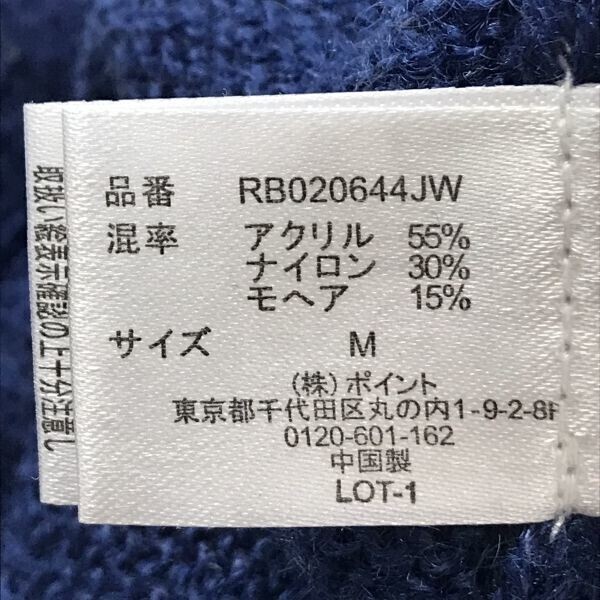 品番 RB020644JW
混率 アクリル 55%
ナイロン 30%
モヘア 15%
サイズ M
(株)ポイント
東京都千代田区丸の内1-9-2-8F
0120-601-162
中国製
LOT-1
取扱い絵表示確認の上十分注意し